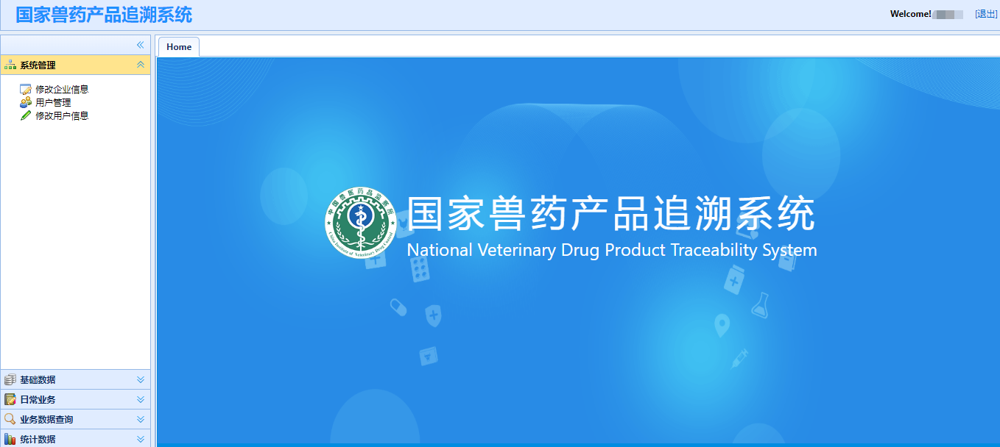 国家兽药产品追溯系统
Welcome!
[退出]
Home
系统管理
修改企业信息
用户管理
修改用户信息
中国兽医药品监察所
China Institute of Veterinary Drug Control
国家兽药产品追溯系统
National Veterinary Drug Product Traceability System
基础数据
日常业务
业务数据查询
统计数据